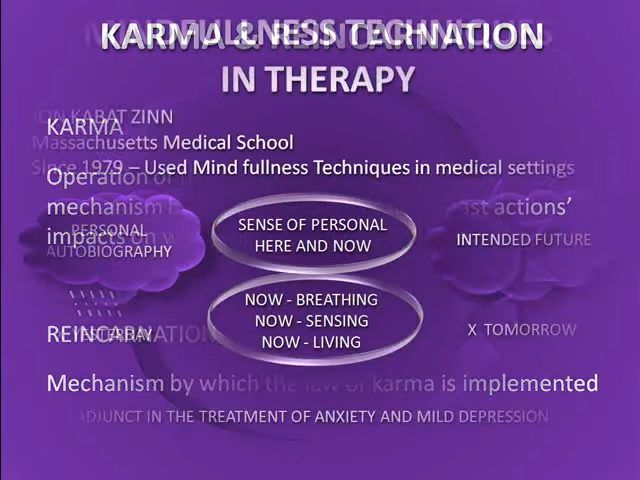 KARMA & REINCARNATION
IN THERAPY
JON KABAT ZINN
KARMA
Massachusetts Medical School
Since 1979 – Used Mind fullness Techniques in medical settings
Operation of
mechanism
past actions’
impacts on
PERSONAL
AUTOBIOGRAPHY
SENSE OF PERSONAL
HERE AND NOW
INTENDED FUTURE
NOW - BREATHING
NOW - SENSING
NOW - LIVING
YESTERDAY
REINCARNATION
X TOMORROW
Mechanism by which the law of karma is implemented
ADJUNCT IN THE TREATMENT OF ANXIETY AND MILD DEPRESSION